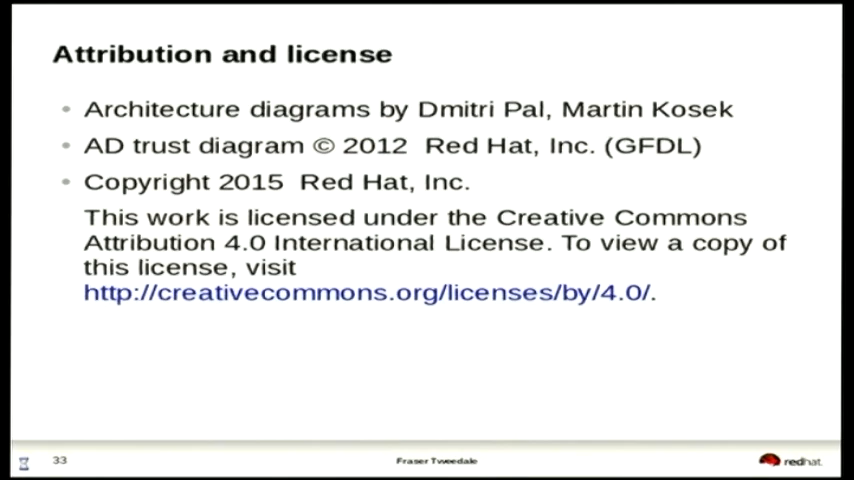 Attribution and license
• Architecture diagrams by Dmitri Pal, Martin Kosek
• AD trust diagram © 2012 Red Hat, Inc. (GFDL)
• Copyright 2015 Red Hat, Inc.
This work is licensed under the Creative Commons
Attribution 4.0 International License. To view a copy of
this license, visit
http://creativecommons.org/licenses/by/4.0/.
33
Fraser Tweedale
redhat.